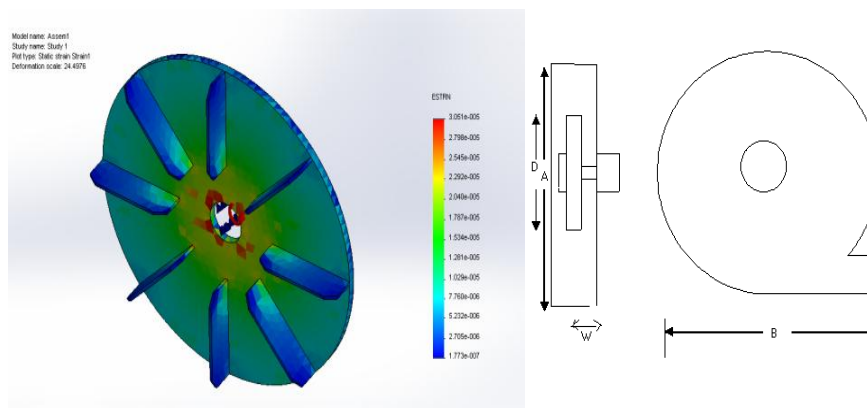 Model name: Assem1
Study name: Study 1
Plot type: Static strain Strain1
Deformation scale: 24.4976
ESTRN
3.051e-005
2.798e-005
2.545e-005
2.292e-005
2.040e-005
1.787e-005
1.534e-005
1.281e-005
1.029e-005
7.760e-006
5.232e-006
2.705e-006
1.773e-007
D
A
W
B